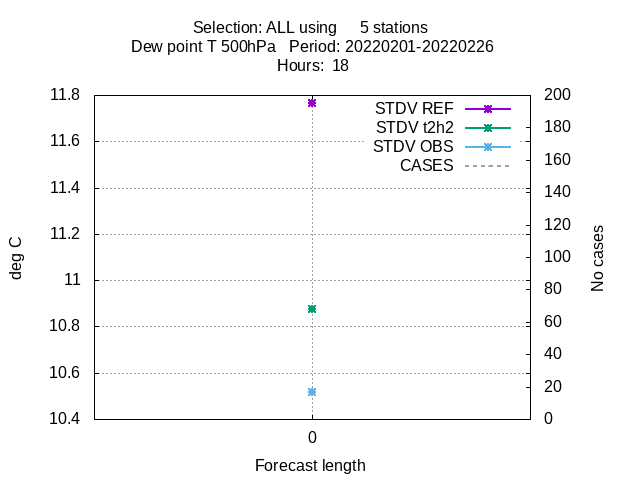 Selection: ALL using     5 stations
Dew point T 500hPa   Period: 20220201-20220226
Hours: 18
11.8
11.6
11.4
11.2
11
10.8
10.6
10.4
deg C
STDV REF
STDV t2h2
STDV OBS
CASES
200
180
160
140
120
100
80
60
40
20
0
No cases
0
Forecast length